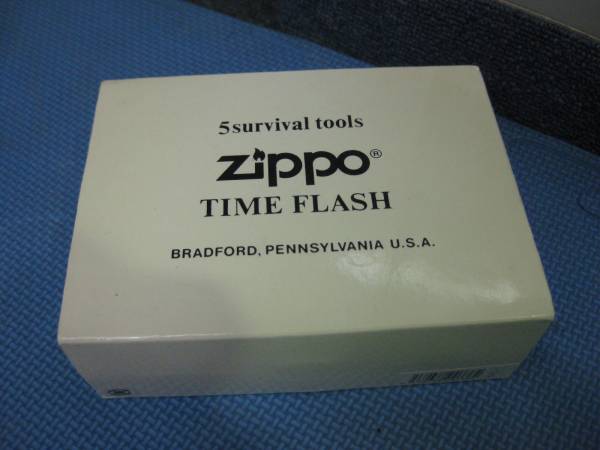 5survival tools
zippo®
TIME FLASH
BRADFORD, PENNSYLVANIA U.S.A.